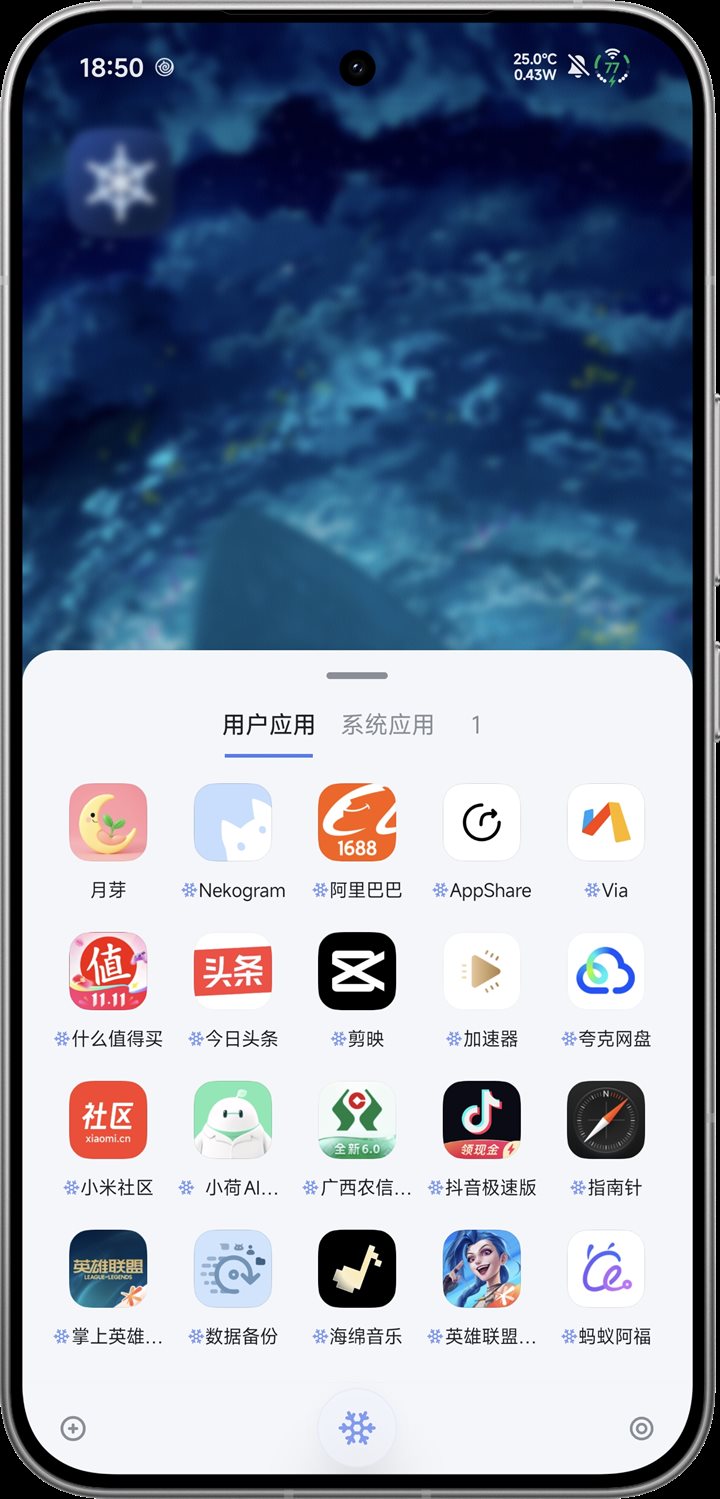 18:50
25.0°C
0.43W
77
用户应用 系统应用 1
1688
月芽 Nekogram 阿里巴巴 AppShare Via
值
11.11
头条
什么值得买 今日头条 剪映 加速器 夸克网盘
社区
xiaomi.cn
全新6.0
领现金
N
小米社区 小荷AI... 广西农信... 抖音极速版 指南针
英雄联盟
LEAGUE OF LEGENDS
掌上英雄... 数据备份 海绵音乐 英雄联盟... 蚂蚁阿福